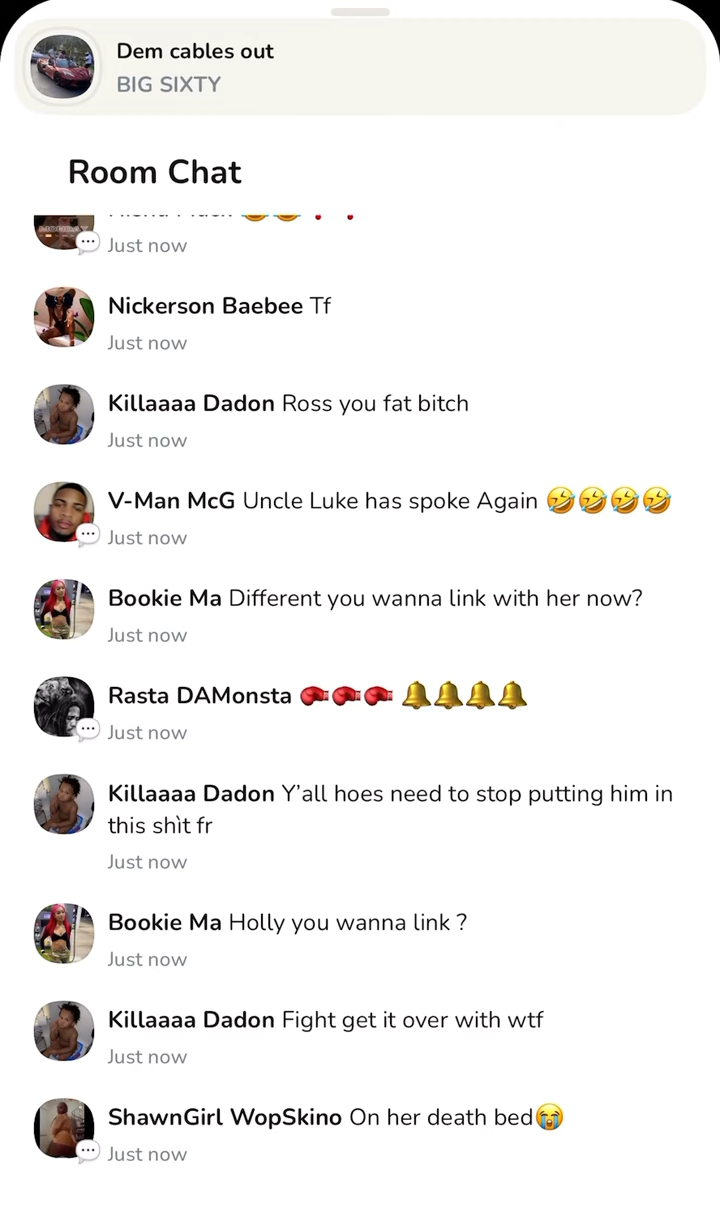 Dem cables out
BIG SIXTY
Room Chat
🤣🤣❗❗
Just now
Nickerson Baebee Tf
Just now
Killaaaa Dadon Ross you fat bitch
Just now
V-Man McG Uncle Luke has spoke Again 🤣🤣🤣🤣
Just now
Bookie Ma Different you wanna link with her now?
Just now
Rasta DAMonsta 🥊🥊🥊 🔔🔔🔔🔔
Just now
Killaaaa Dadon Y’all hoes need to stop putting him in
this shìt fr
Just now
Bookie Ma Holly you wanna link ?
Just now
Killaaaa Dadon Fight get it over with wtf
Just now
ShawnGirl WopSkino On her death bed😭
Just now